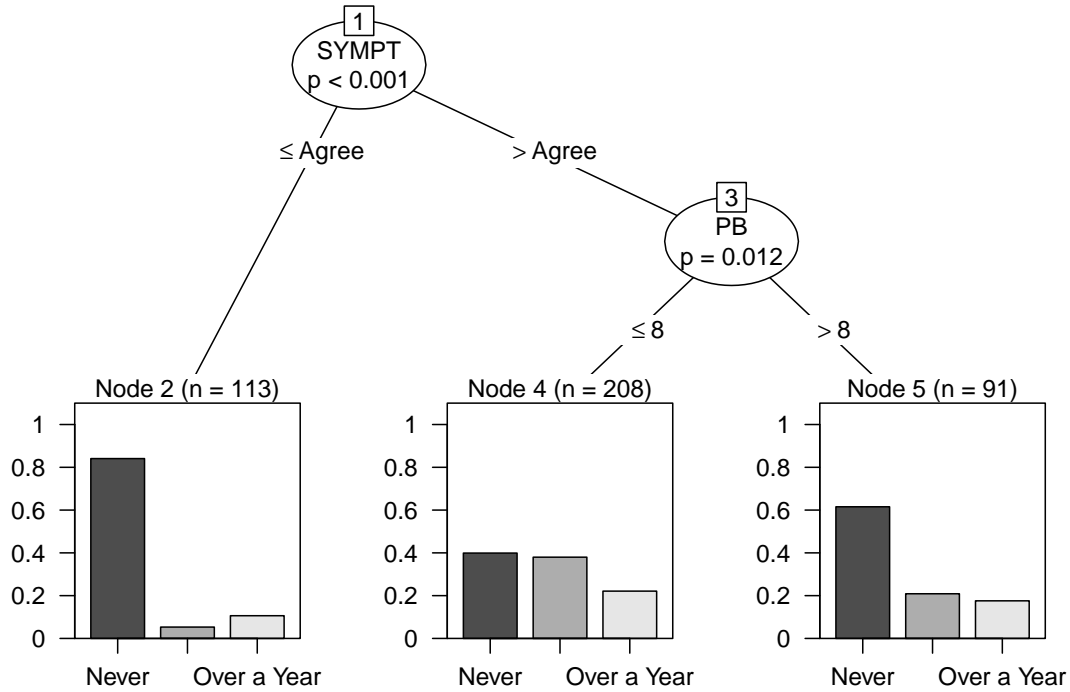 1
SYMPT
p < 0.001
≤ Agree
> Agree
3
PB
p = 0.012
≤ 8
> 8
Node 2 (n = 113)
1
0.8
0.6
0.4
0.2
0
Never
Over a Year
Node 4 (n = 208)
1
0.8
0.6
0.4
0.2
0
Never
Over a Year
Node 5 (n = 91)
1
0.8
0.6
0.4
0.2
0
Never
Over a Year